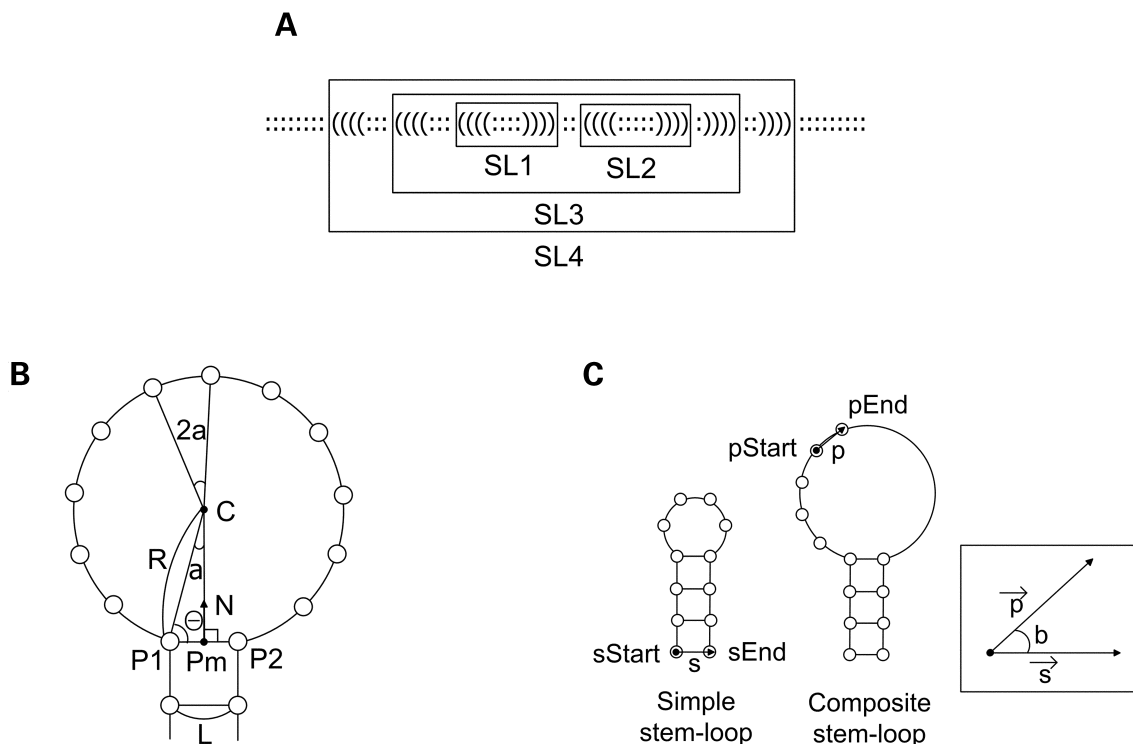 A
:::::::: ((((::: ((((::: ((((::::)))) :: ((((:::::)))) :)))) ::)))) :::::::::
SL1 SL2
SL3
SL4
B
2a
C
R
a
N
Θ
P1 Pm P2
L
C
pEnd
pStart
p
sStart sEnd
s
Simple
stem-loop
Composite
stem-loop
p
b
s